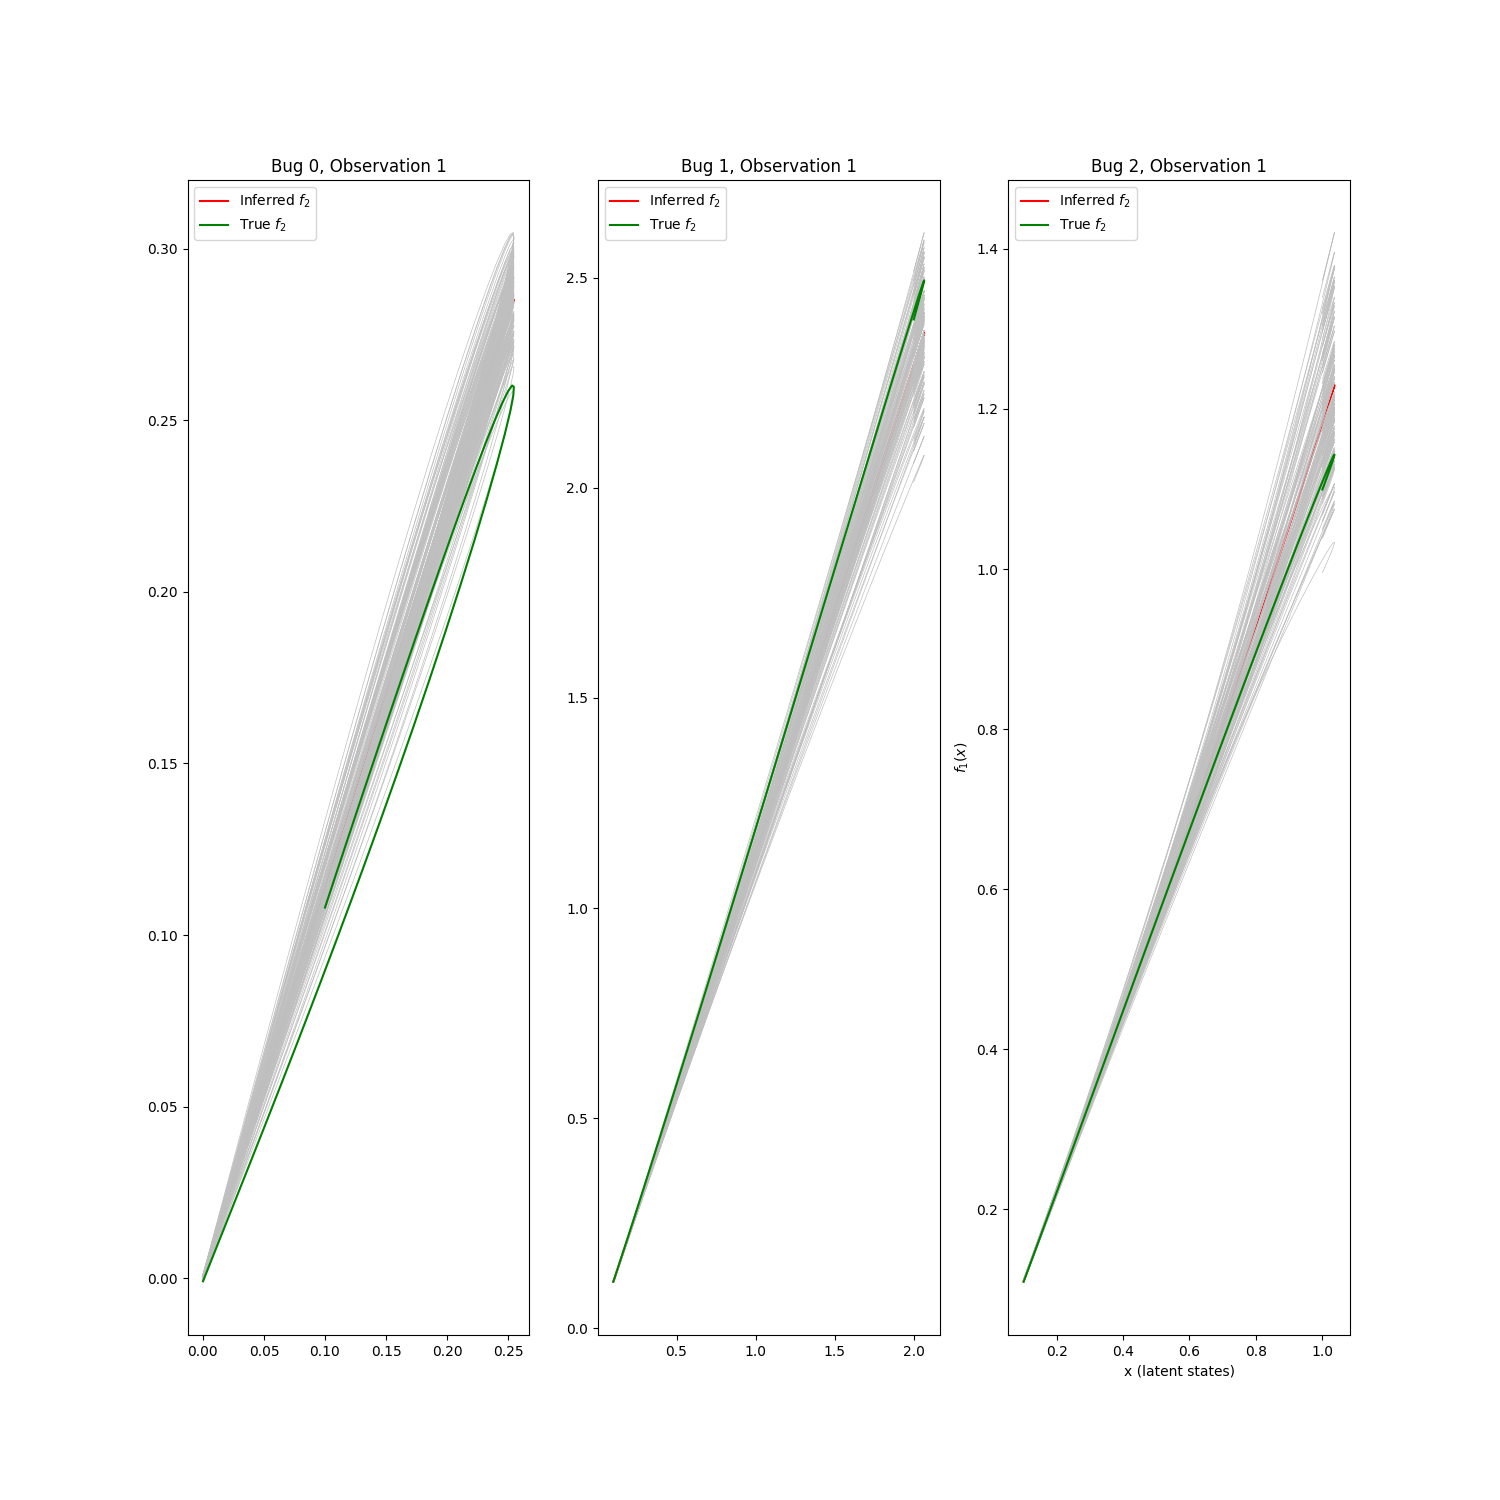 Bug 0, Observation 1
Inferred f₂
True f₂
0.30
0.25
0.20
0.15
0.10
0.05
0.00
0.00 0.05 0.10 0.15 0.20 0.25
Bug 1, Observation 1
Inferred f₂
True f₂
2.5
2.0
1.5
1.0
0.5
0.0
0.5 1.0 1.5 2.0
Bug 2, Observation 1
Inferred f₂
True f₂
f₁(x)
1.4
1.2
1.0
0.8
0.6
0.4
0.2
0.2 0.4 0.6 0.8 1.0
x (latent states)